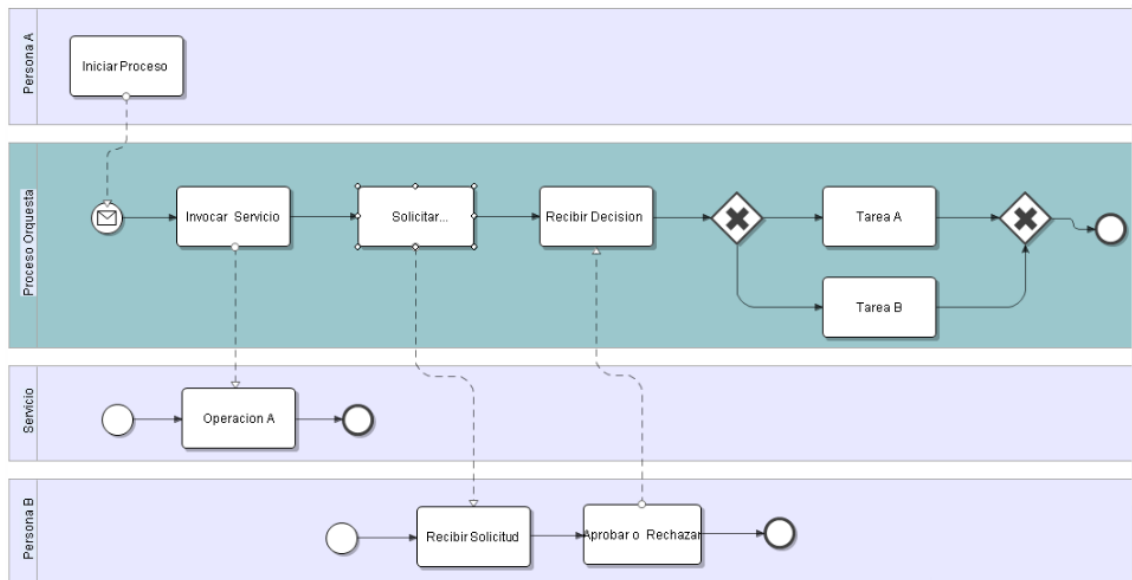 Persona A
Iniciar Proceso
Proceso Orquesta
Invocar Servicio
Solicitar...
Recibir Decision
Tarea A
Tarea B
Servicio
Operacion A
Persona B
Recibir Solicitud
Aprobar o Rechazar